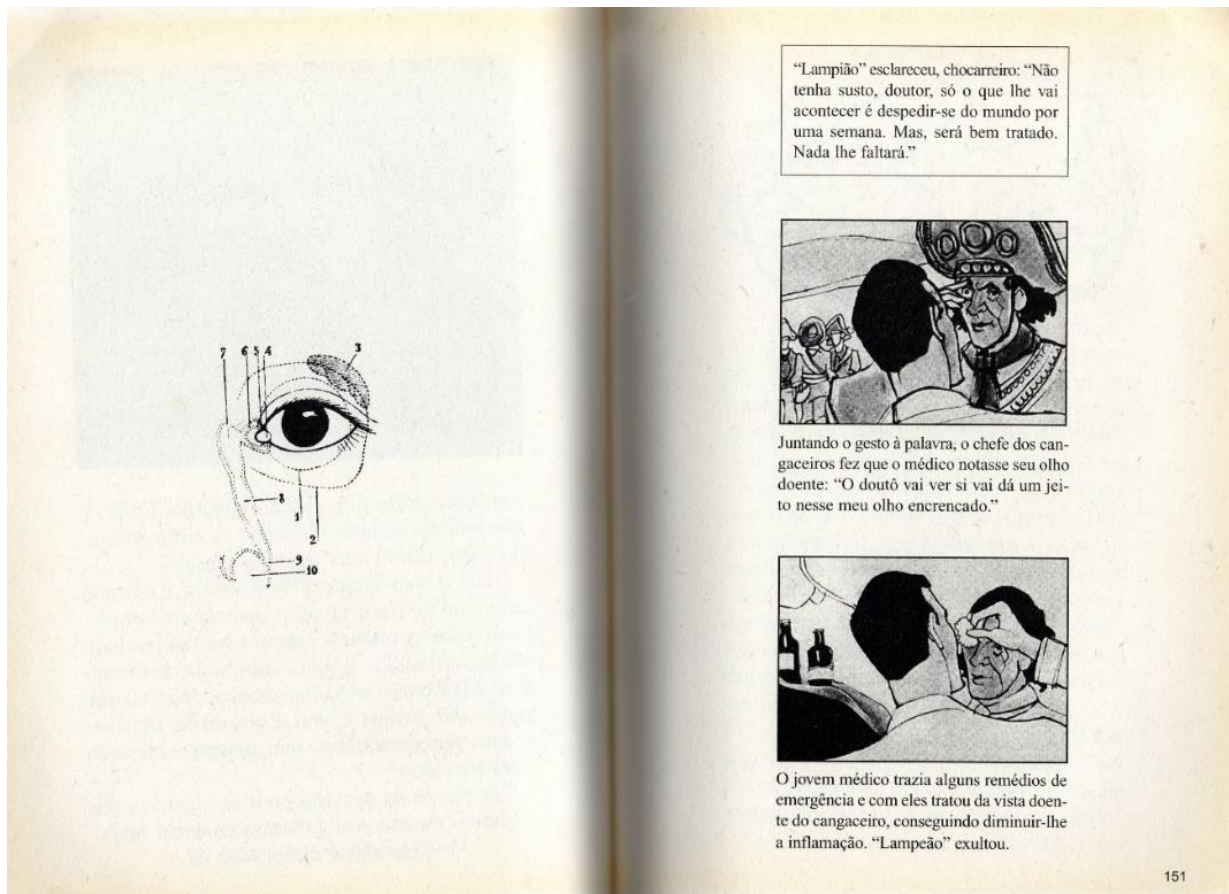 7 6 5 4 3
8
1
2
9
10
“Lampião” esclareceu, chocarreiro: “Não
tenha susto, doutor, só o que lhe vai
acontecer é despedir-se do mundo por
uma semana. Mas, será bem tratado.
Nada lhe faltará.”
Juntando o gesto à palavra, o chefe dos can-
gaceiros fez que o médico notasse seu olho
doente: “O doutô vai ver si vai dá um jei-
to nesse meu olho encrencado.”
O jovem médico trazia alguns remédios de
emergência e com eles tratou da vista doen-
te do cangaceiro, conseguindo diminuir-lhe
a inflamação. “Lampeão” exultou.
151